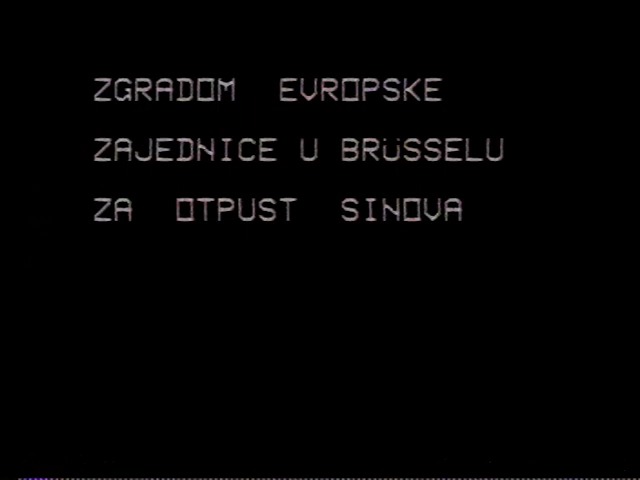 ZGRADOM EVROPSKE
ZAJEDNICE U BRüSSELU
ZA OTPUST SINOVA